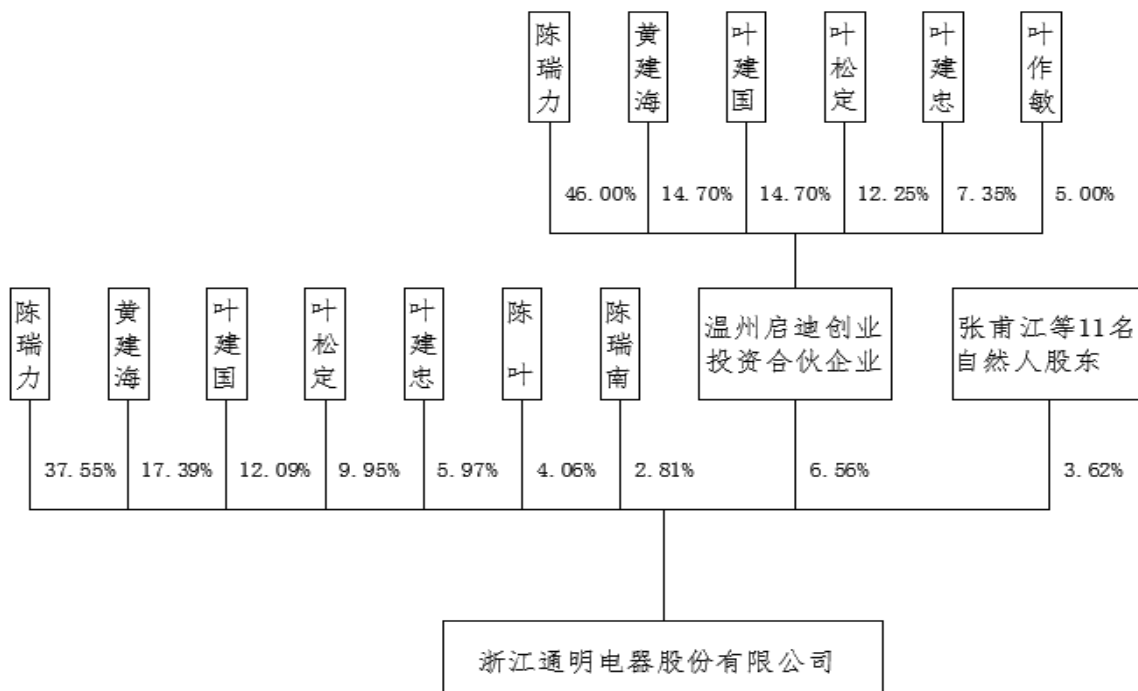 陈瑞力
黄建海
叶建国
叶松定
叶建忠
叶作敏
46.00%
14.70%
14.70%
12.25%
7.35%
5.00%
陈瑞力
黄建海
叶建国
叶松定
叶建忠
陈 叶
陈瑞南
温州启迪创业
投资合伙企业
张甫江等11名
自然人股东
37.55%
17.39%
12.09%
9.95%
5.97%
4.06%
2.81%
6.56%
3.62%
浙江通明电器股份有限公司